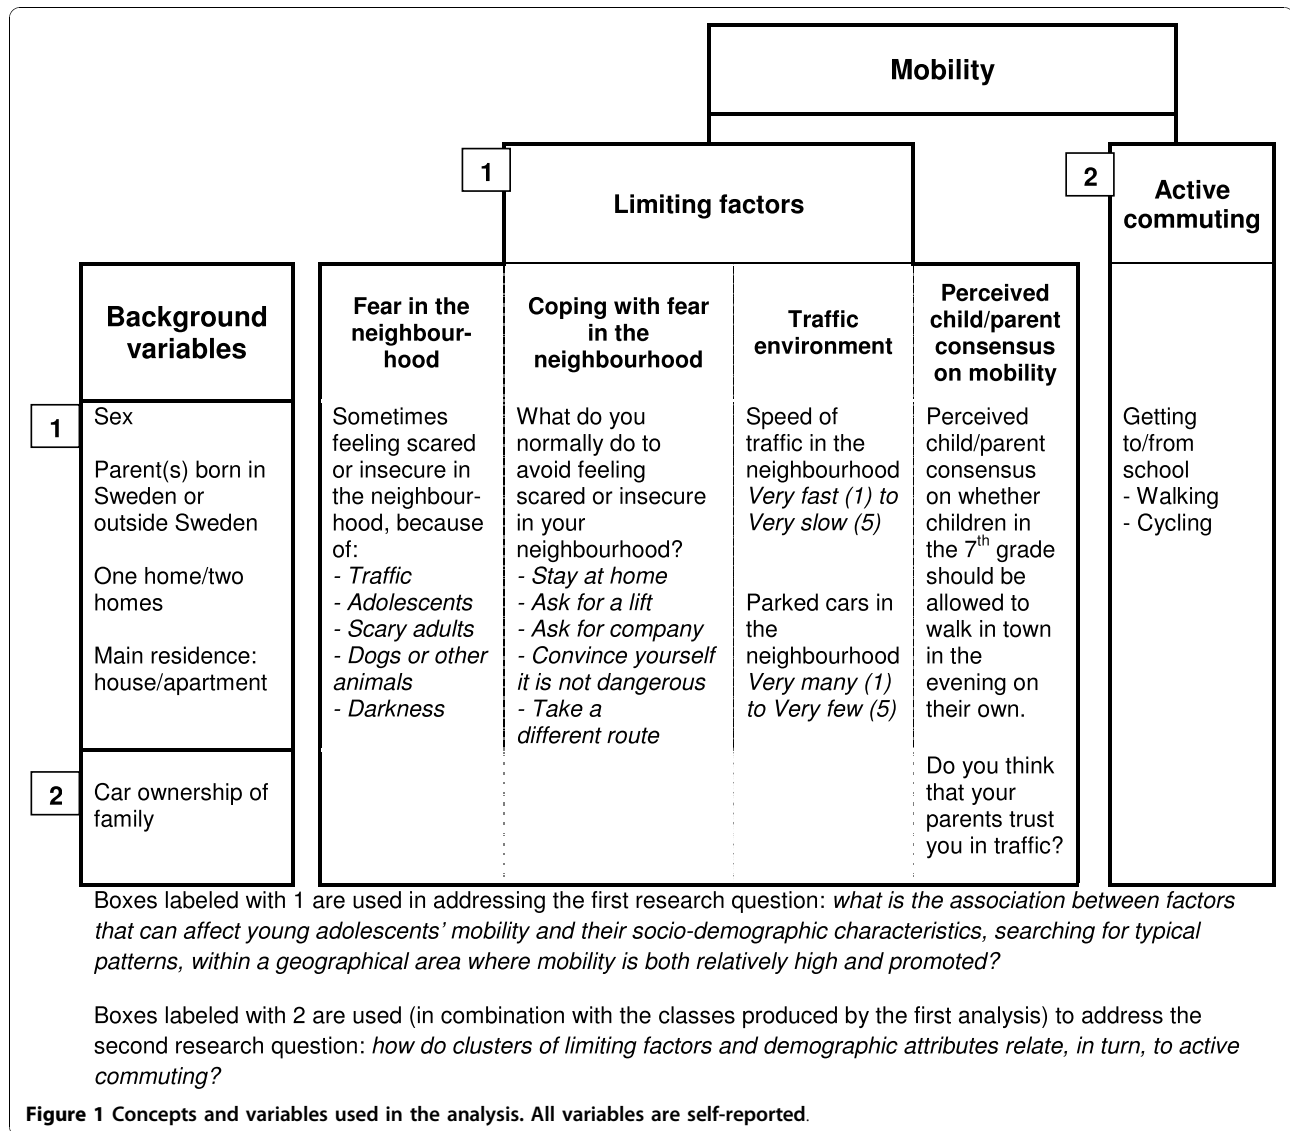 Mobility
1
Limiting factors
2
Active
commuting
Background
variables
Fear in the
neighbour-
hood
Coping with fear
in the
neighbourhood
Traffic
environment
Perceived
child/parent
consensus
on mobility
1
Sex
Parent(s) born in
Sweden or
outside Sweden
One home/two
homes
Main residence:
house/apartment
2
Car ownership of
family
Sometimes
feeling scared
or insecure in
the neighbour-
hood, because
of:
- Traffic
- Adolescents
- Scary adults
- Dogs or other
animals
- Darkness
What do you
normally do to
avoid feeling
scared or insecure
in your
neighbourhood?
- Stay at home
- Ask for a lift
- Ask for company
- Convince yourself
it is not dangerous
- Take a
different route
Speed of
traffic in the
neighbourhood
Very fast (1) to
Very slow (5)
Parked cars in
the
neighbourhood
Very many (1)
to Very few (5)
Perceived
child/parent
consensus
on whether
children in
the 7th grade
should be
allowed to
walk in town
in the
evening on
their own.
Do you think
that your
parents trust
you in traffic?
Getting
to/from
school
- Walking
- Cycling
Boxes labeled with 1 are used in addressing the first research question: what is the association between factors
that can affect young adolescents' mobility and their socio-demographic characteristics, searching for typical
patterns, within a geographical area where mobility is both relatively high and promoted?
Boxes labeled with 2 are used (in combination with the classes produced by the first analysis) to address the
second research question: how do clusters of limiting factors and demographic attributes relate, in turn, to active
commuting?
Figure 1 Concepts and variables used in the analysis. All variables are self-reported.